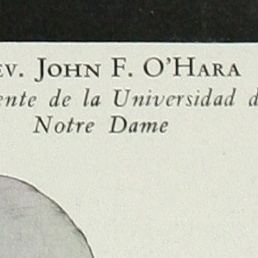 EV. JOHN F. O'HARA
ente de la Universidad d
Notre Dame